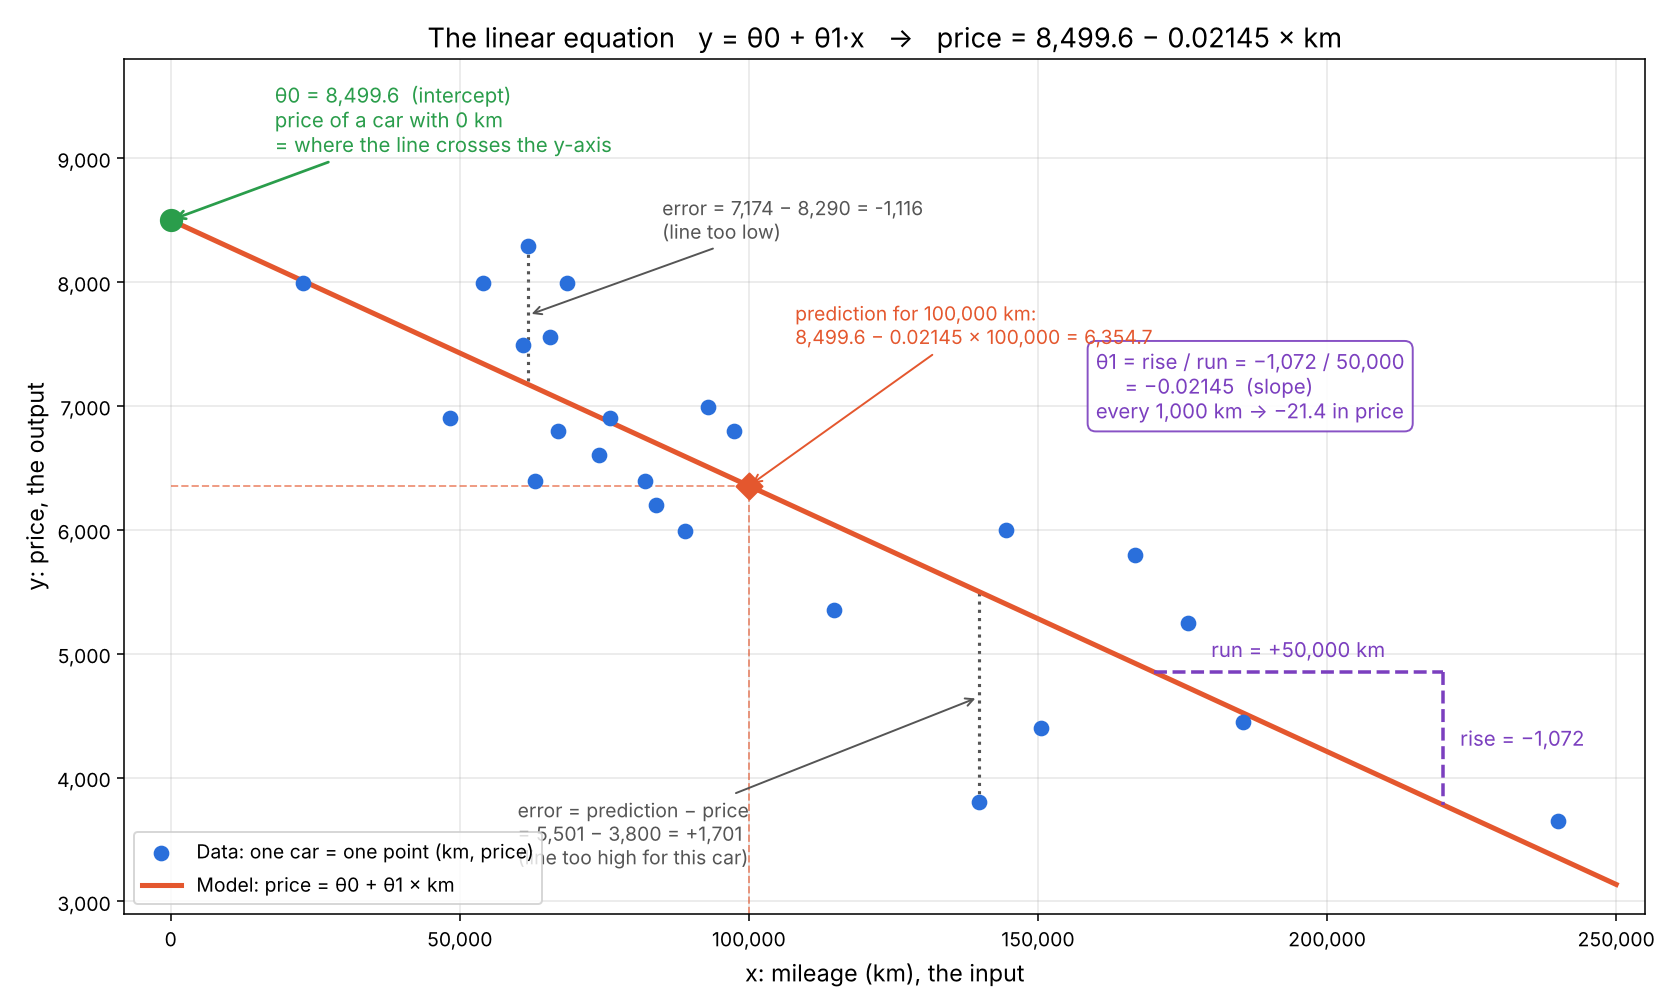 The linear equation   y = θ0 + θ1·x   →   price = 8,499.6 − 0.02145 × km
θ0 = 8,499.6  (intercept)
price of a car with 0 km
= where the line crosses the y-axis
error = 7,174 − 8,290 = -1,116
(line too low)
prediction for 100,000 km:
8,499.6 − 0.02145 × 100,000 = 6,354.7
θ1 = rise / run = −1,072 / 50,000
= −0.02145  (slope)
every 1,000 km → −21.4 in price
run = +50,000 km
rise = −1,072
error = prediction − price
= 5,501 − 3,800 = +1,701
(line too high for this car)
Data: one car = one point (km, price)
Model: price = θ0 + θ1 × km
y: price, the output
9,000
8,000
7,000
6,000
5,000
4,000
3,000
0
50,000
100,000
150,000
200,000
250,000
x: mileage (km), the input